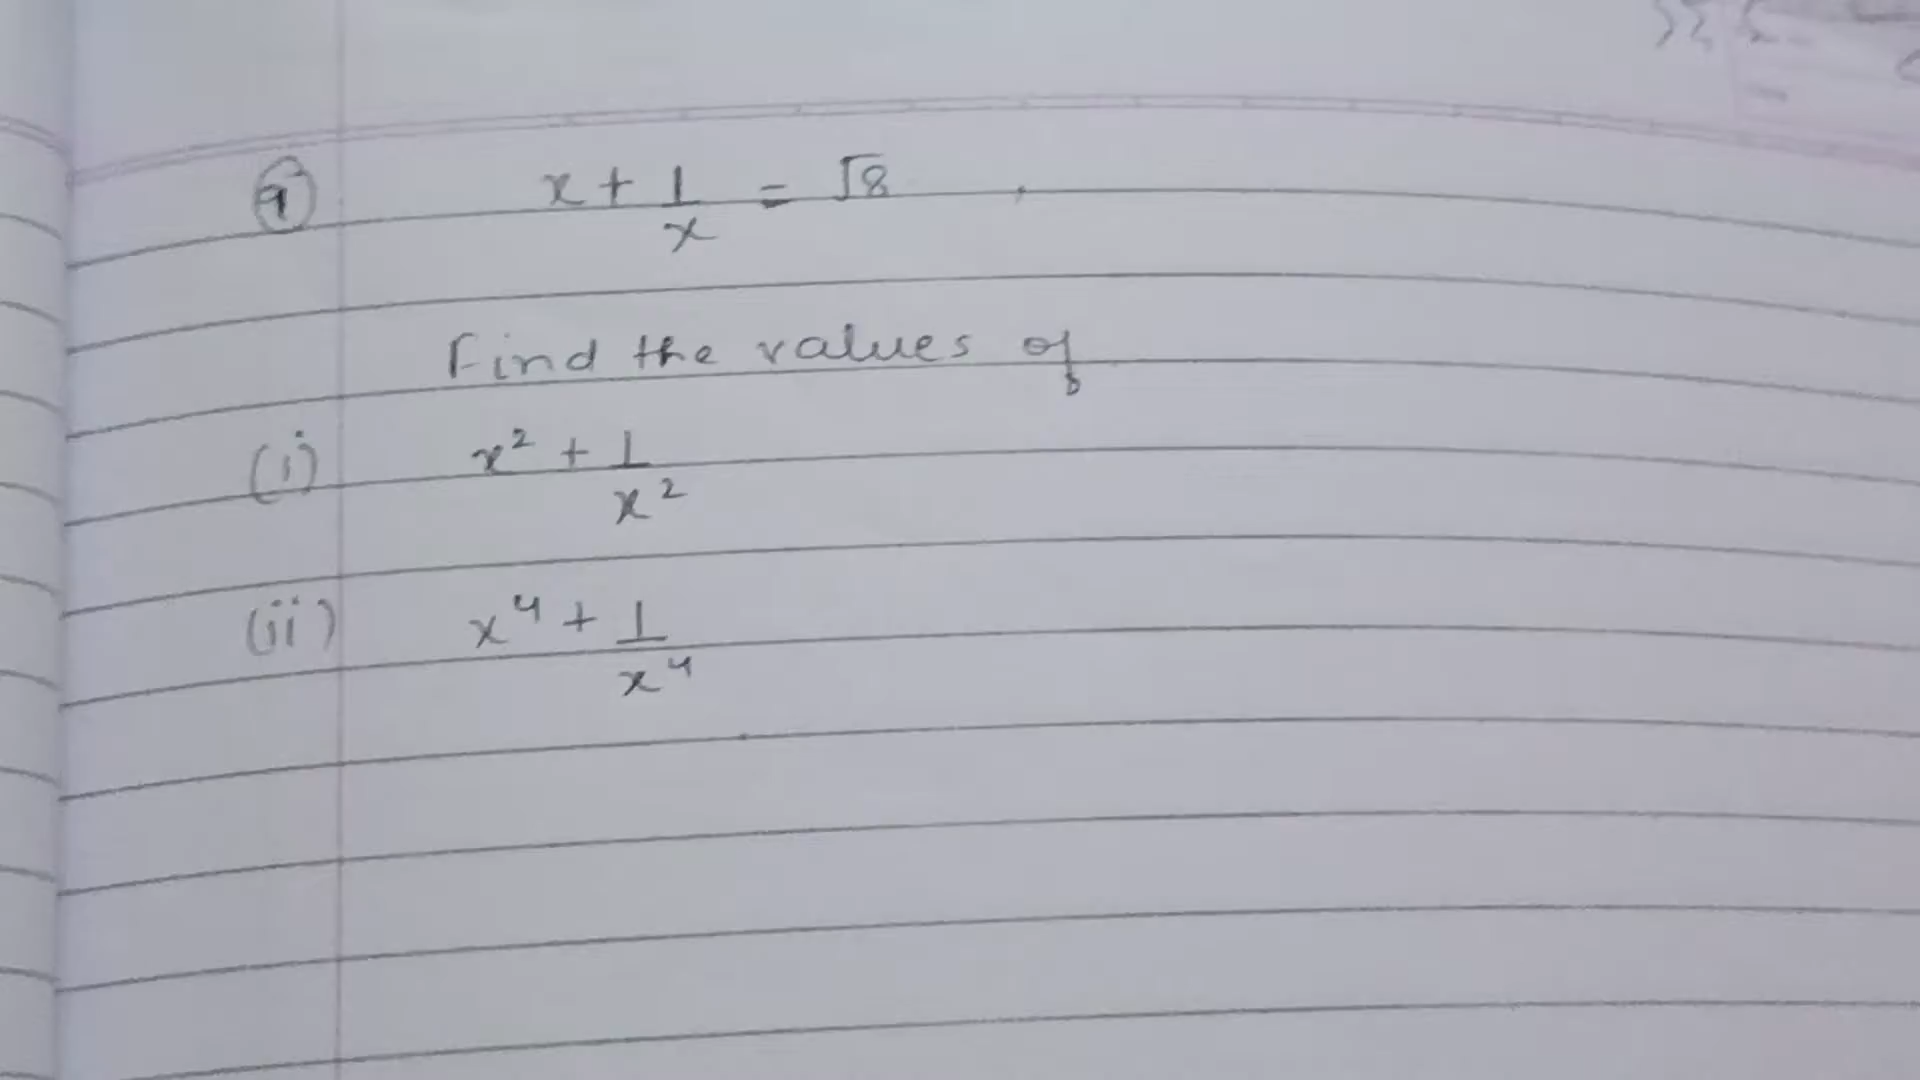 (9) x + 1/x = √8
Find the values of
(i) x² + 1/x²
(ii) x⁴ + 1/x⁴